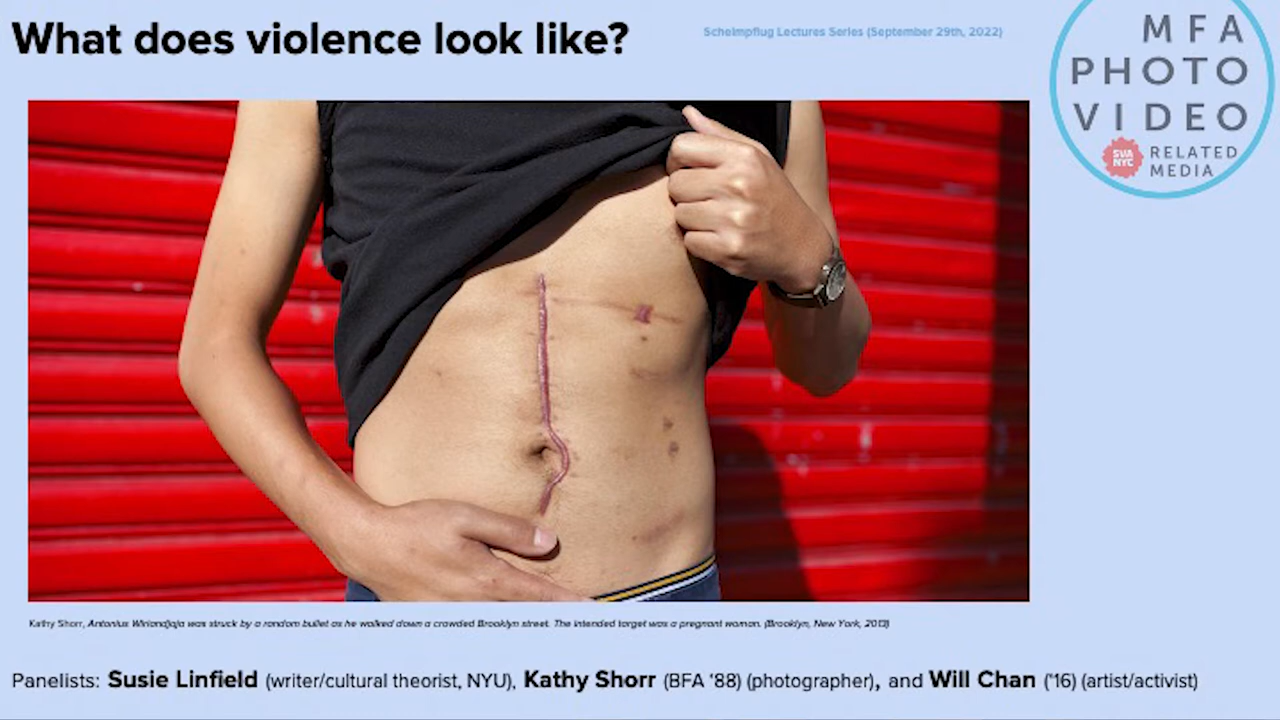 What does violence look like?
Scheimpflug Lectures Series (September 29th, 2022)
MFA
PHOTO
VIDEO
SVA
NYC
RELATED
MEDIA
Kathy Shorr, Antonius Wiriandjaja was struck by a random bullet as he walked down a crowded Brooklyn street. The intended target was a pregnant woman. (Brooklyn, New York, 2013)
Panelists: Susie Linfield (writer/cultural theorist, NYU), Kathy Shorr (BFA '88) (photographer), and Will Chan ('16) (artist/activist)